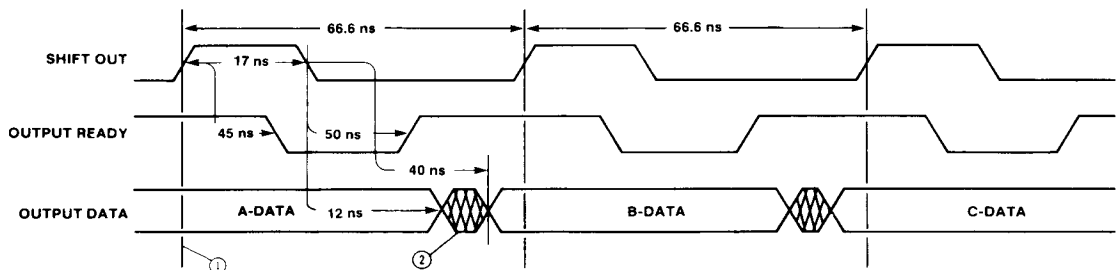 66.6 ns 66.6 ns
SHIFT OUT 17 ns
OUTPUT READY 45 ns 50 ns
40 ns
OUTPUT DATA A-DATA 12 ns B-DATA C-DATA
1 2